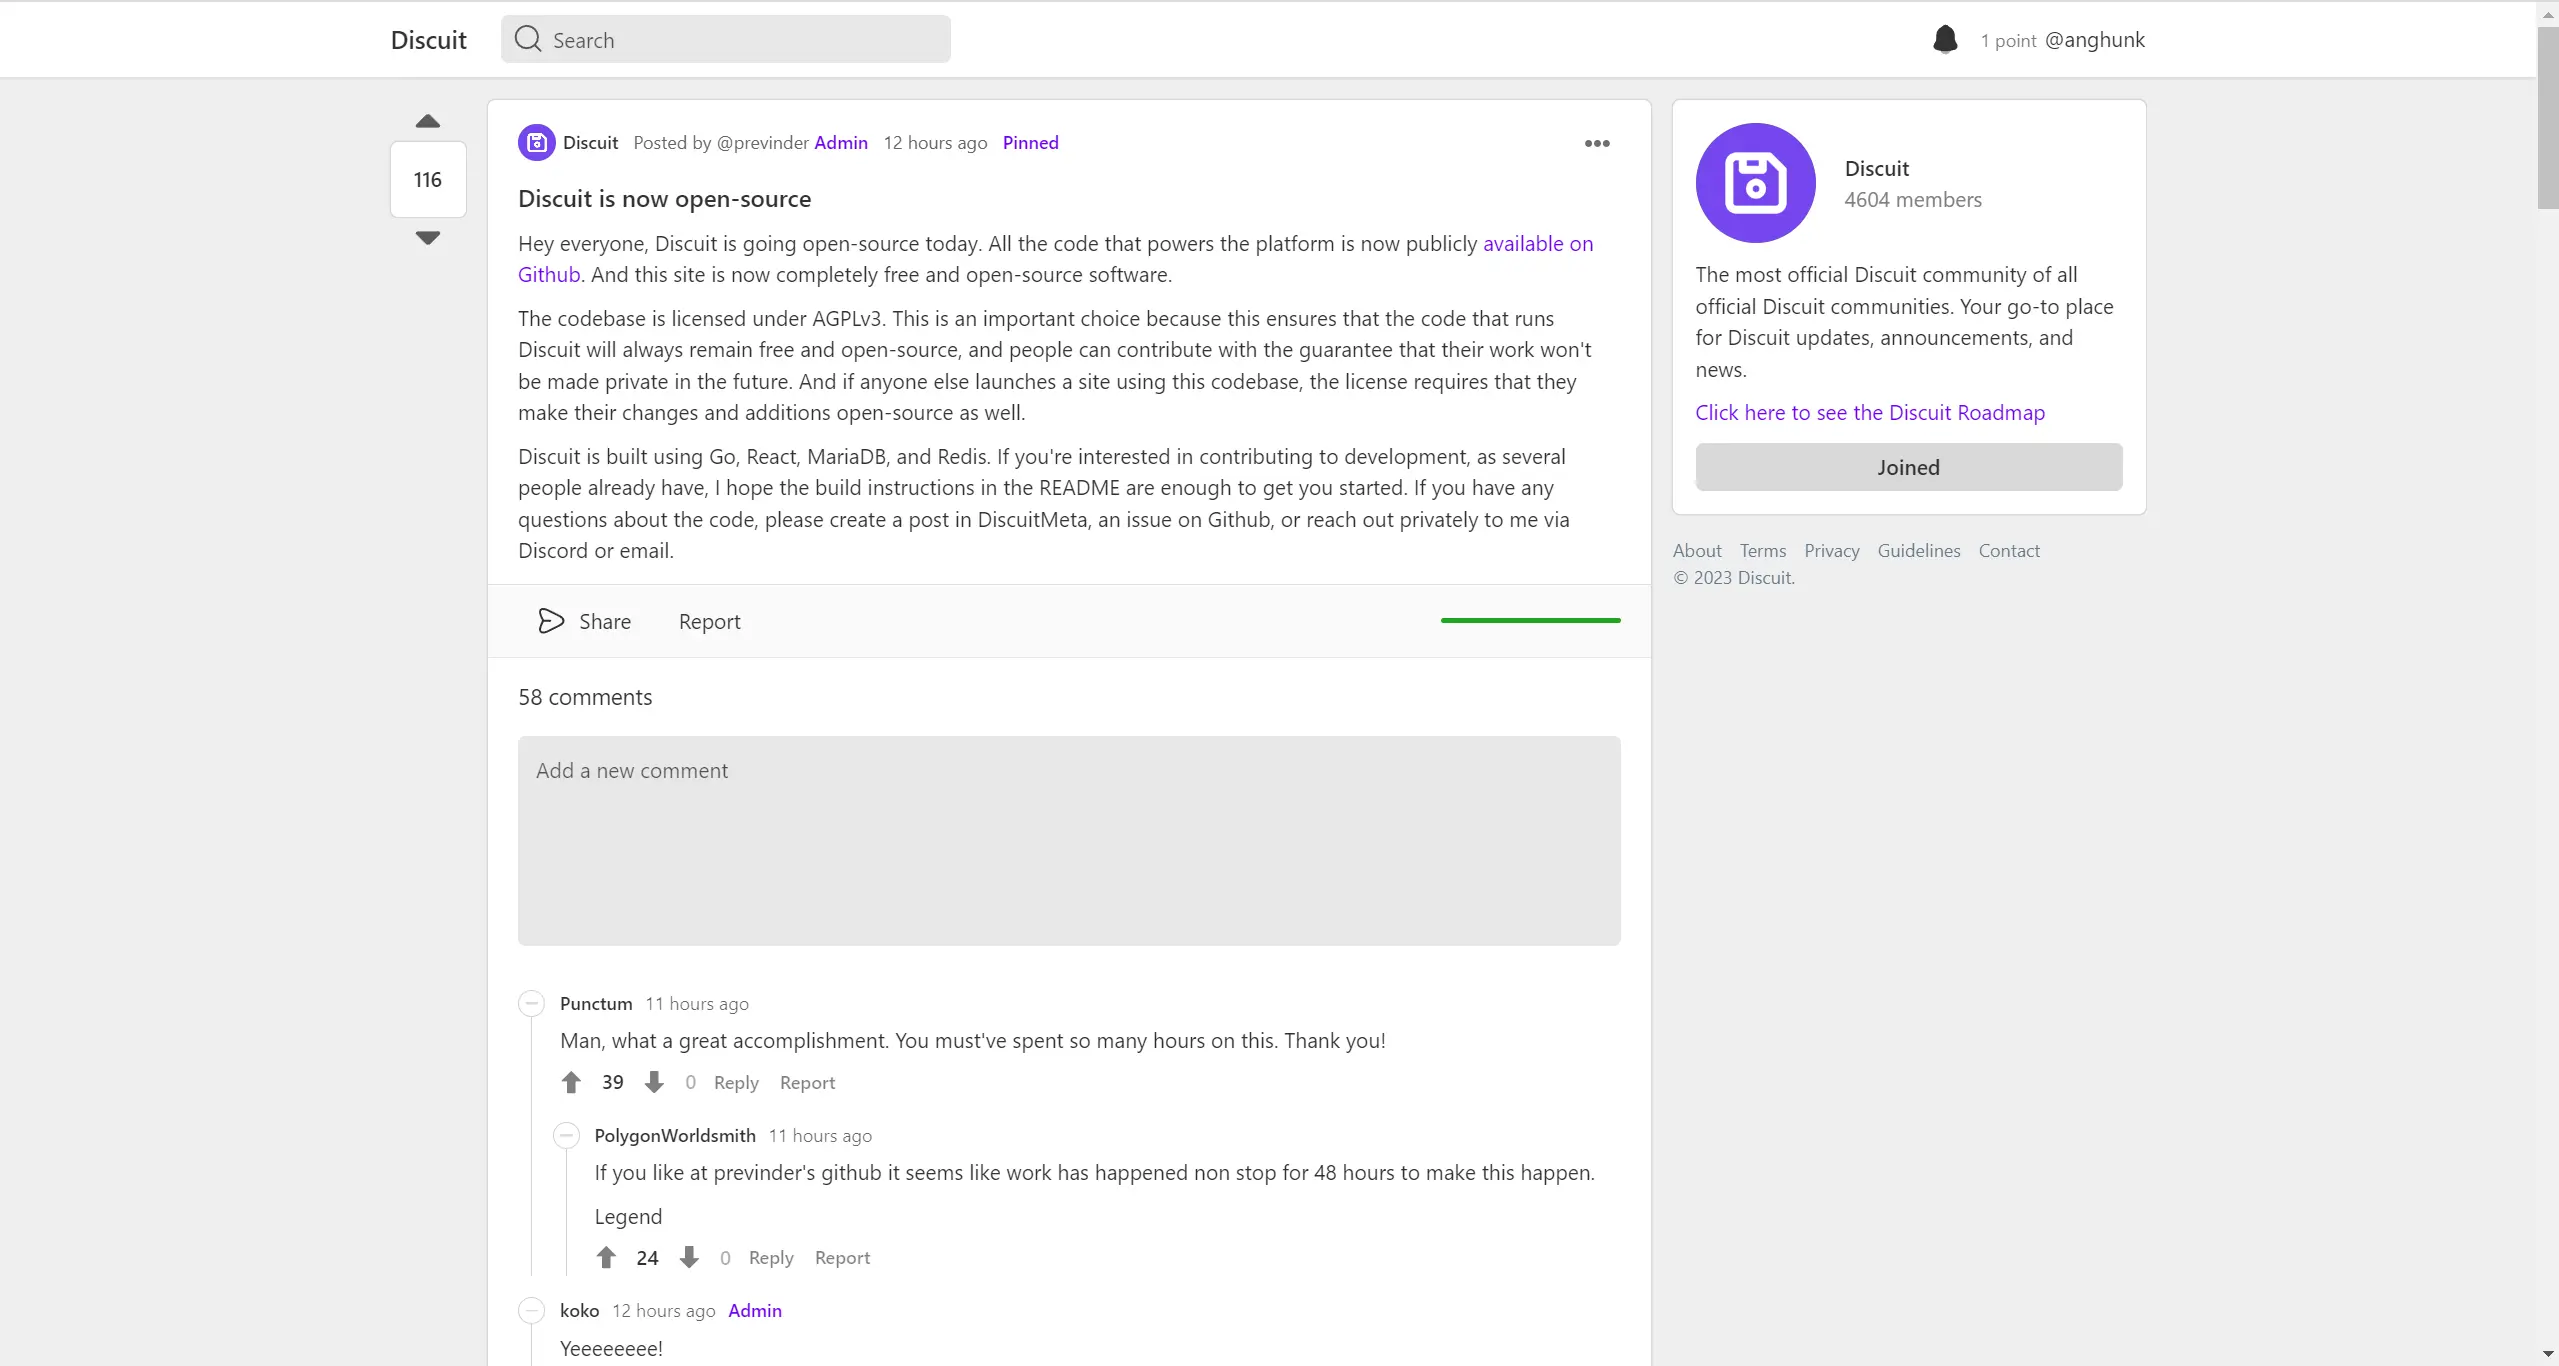 Discuit
Search
1 point @anghunk
116
Discuit Posted by @previnder Admin 12 hours ago Pinned
Discuit is now open-source
Hey everyone, Discuit is going open-source today. All the code that powers the platform is now publicly available on
Github. And this site is now completely free and open-source software.
The codebase is licensed under AGPLv3. This is an important choice because this ensures that the code that runs
Discuit will always remain free and open-source, and people can contribute with the guarantee that their work won't
be made private in the future. And if anyone else launches a site using this codebase, the license requires that they
make their changes and additions open-source as well.
Discuit is built using Go, React, MariaDB, and Redis. If you're interested in contributing to development, as several
people already have, I hope the build instructions in the README are enough to get you started. If you have any
questions about the code, please create a post in DiscuitMeta, an issue on Github, or reach out privately to me via
Discord or email.
Share Report
58 comments
Add a new comment
Punctum 11 hours ago
Man, what a great accomplishment. You must've spent so many hours on this. Thank you!
39 0 Reply Report
PolygonWorldsmith 11 hours ago
If you like at previnder's github it seems like work has happened non stop for 48 hours to make this happen.
Legend
24 0 Reply Report
koko 12 hours ago Admin
Yeeeeeeee!
Discuit
4604 members
The most official Discuit community of all
official Discuit communities. Your go-to place
for Discuit updates, announcements, and
news.
Click here to see the Discuit Roadmap
Joined
About Terms Privacy Guidelines Contact
© 2023 Discuit.